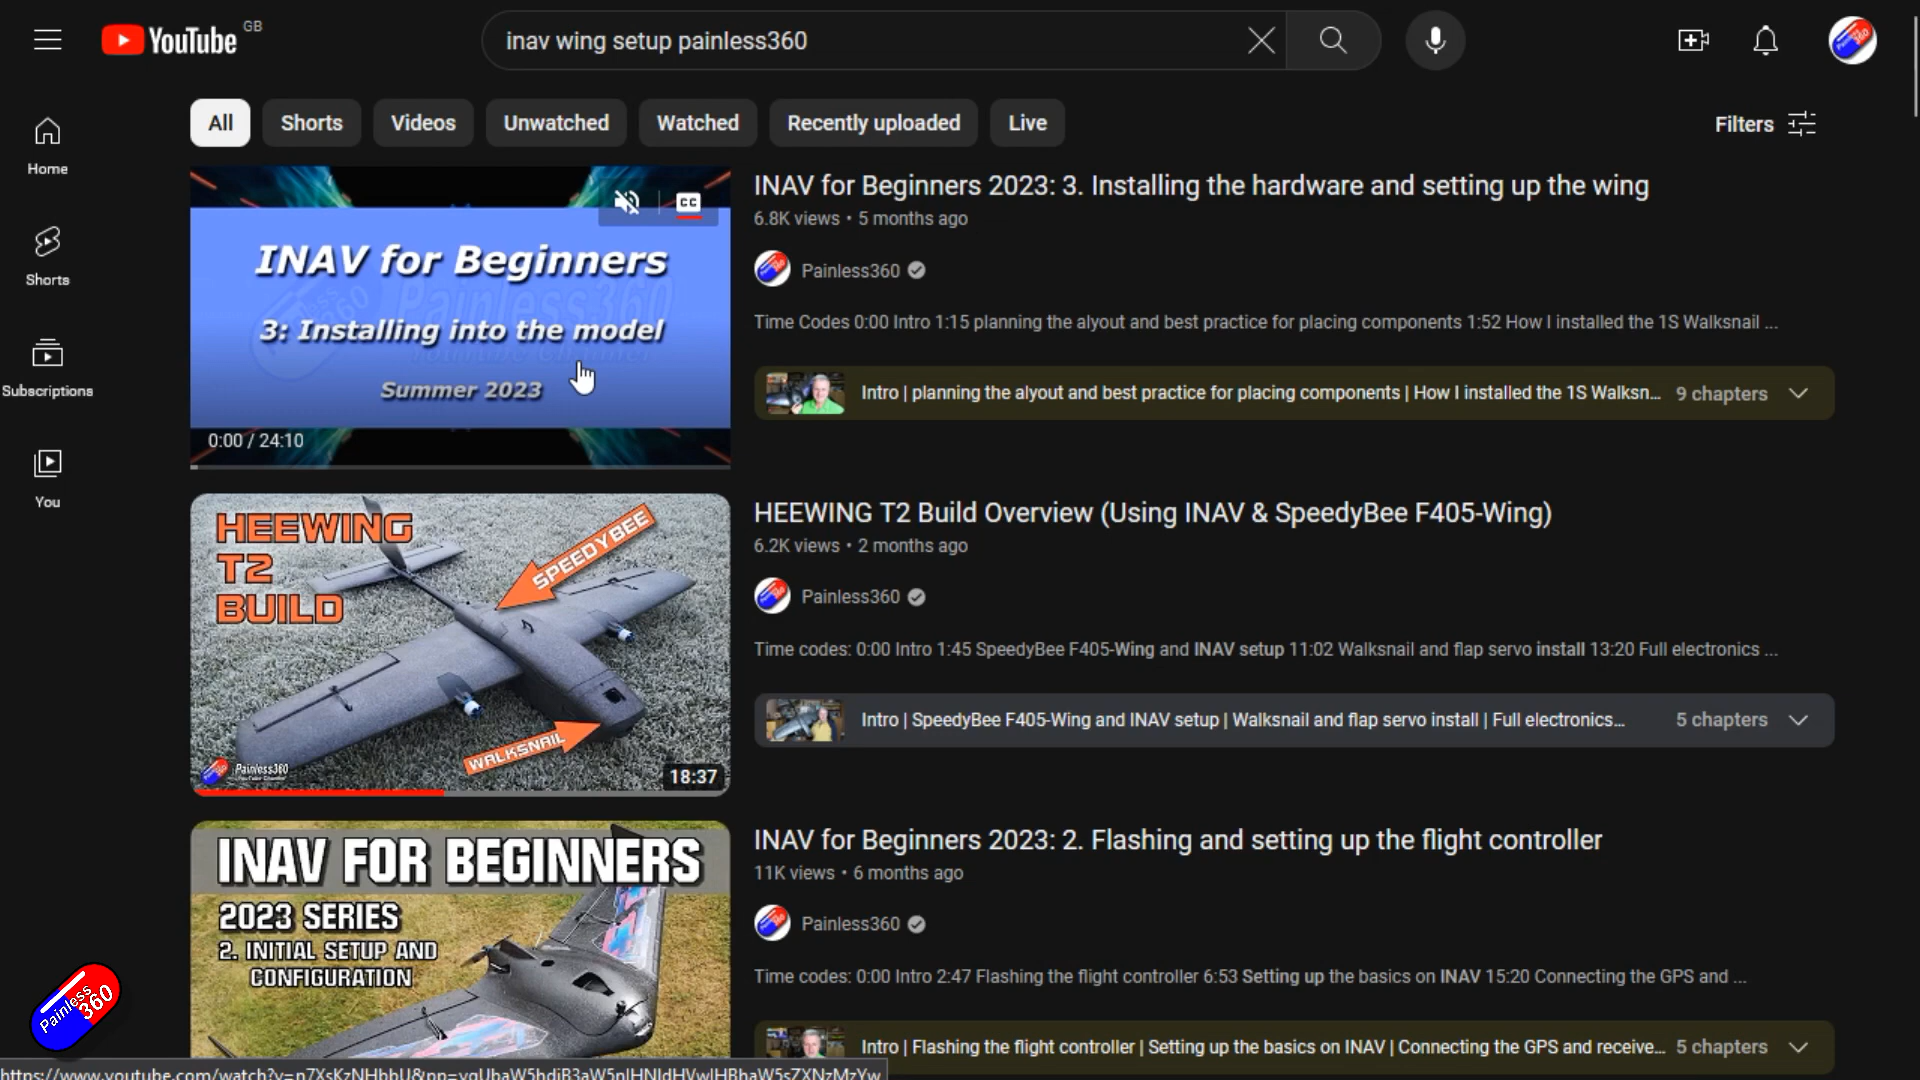 YouTube GB
inav wing setup painless360
All Shorts Videos Unwatched Watched Recently uploaded Live Filters
Home
Shorts
Subscriptions
You
CC
INAV for Beginners
3: Installing into the model
Summer 2023
0:00 / 24:10
INAV for Beginners 2023: 3. Installing the hardware and setting up the wing
6.8K views • 5 months ago
Painless360
Time Codes 0:00 Intro 1:15 planning the alyout and best practice for placing components 1:52 How I installed the 1S Walksnail ...
Intro | planning the alyout and best practice for placing components | How I installed the 1S Walksn... 9 chapters
HEEWING
T2
BUILD
SPEEDYBEE
WALKSNAIL
Painless360
18:37
HEEWING T2 Build Overview (Using INAV & SpeedyBee F405-Wing)
6.2K views • 2 months ago
Painless360
Time codes: 0:00 Intro 1:45 SpeedyBee F405-Wing and INAV setup 11:02 Walksnail and flap servo install 13:20 Full electronics ...
Intro | SpeedyBee F405-Wing and INAV setup | Walksnail and flap servo install | Full electronics... 5 chapters
INAV FOR BEGINNERS
2023 SERIES
2. INITIAL SETUP AND
CONFIGURATION
INAV for Beginners 2023: 2. Flashing and setting up the flight controller
11K views • 6 months ago
Painless360
Time codes: 0:00 Intro 2:47 Flashing the flight controller 6:53 Setting up the basics on INAV 15:20 Connecting the GPS and ...
Intro | Flashing the flight controller | Setting up the basics on INAV | Connecting the GPS and receive... 5 chapters
Painless
360